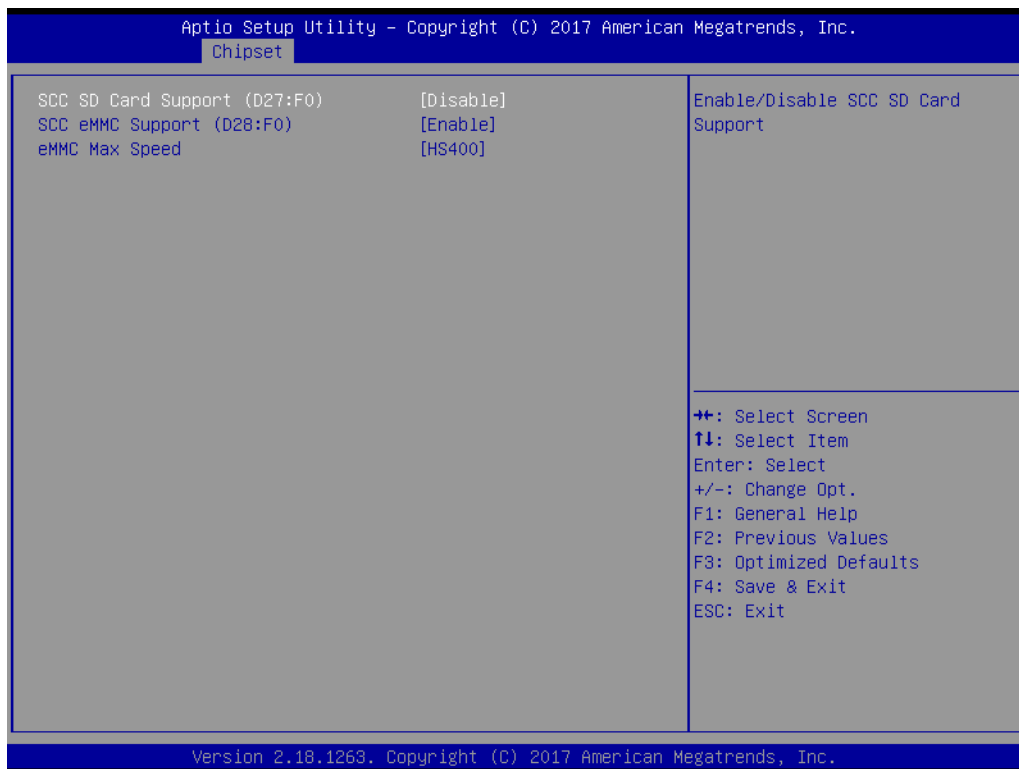 Aptio Setup Utility – Copyright (C) 2017 American Megatrends, Inc.
Chipset
SCC SD Card Support (D27:F0) [Disable]
SCC eMMC Support (D28:F0) [Enable]
eMMC Max Speed [HS400]
Enable/Disable SCC SD Card
Support
→←: Select Screen
↑↓: Select Item
Enter: Select
+/-: Change Opt.
F1: General Help
F2: Previous Values
F3: Optimized Defaults
F4: Save & Exit
ESC: Exit
Version 2.18.1263. Copyright (C) 2017 American Megatrends, Inc.